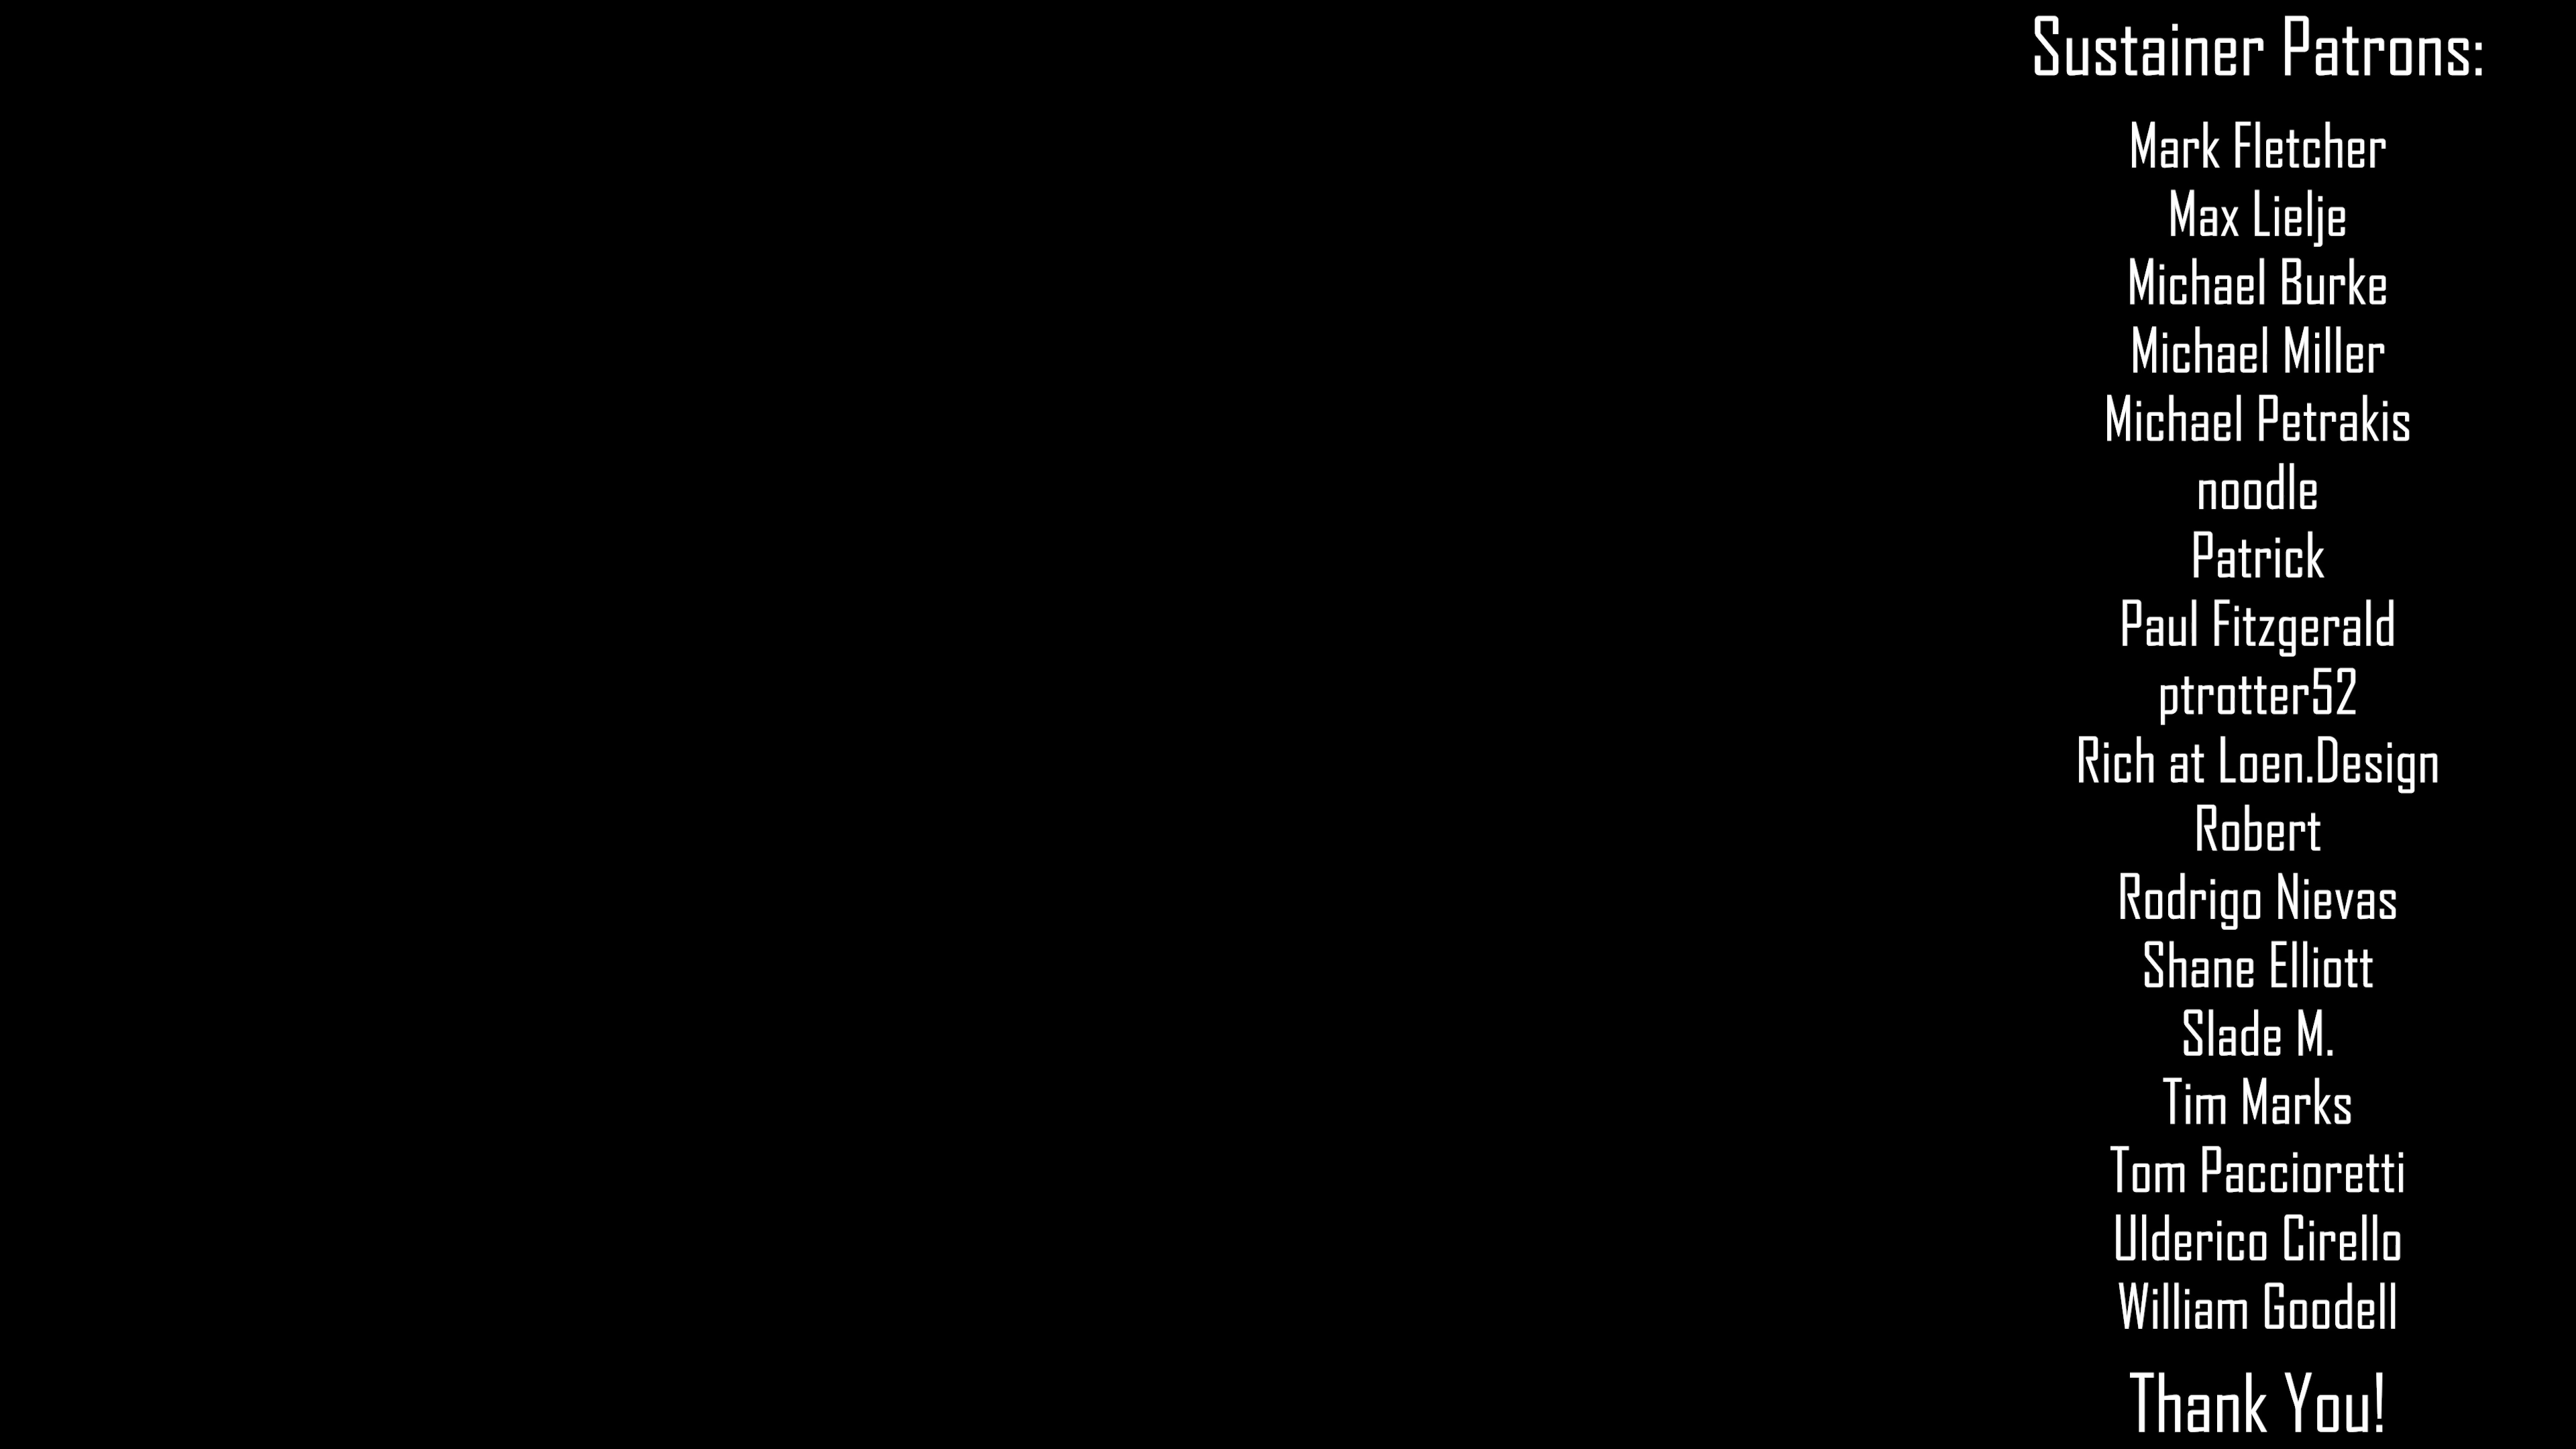 Sustainer Patrons:
Mark Fletcher
Max Lielje
Michael Burke
Michael Miller
Michael Petrakis
noodle
Patrick
Paul Fitzgerald
ptrotter52
Rich at Loen.Design
Robert
Rodrigo Nievas
Shane Elliott
Slade M.
Tim Marks
Tom Paccioretti
Ulderico Cirello
William Goodell
Thank You!